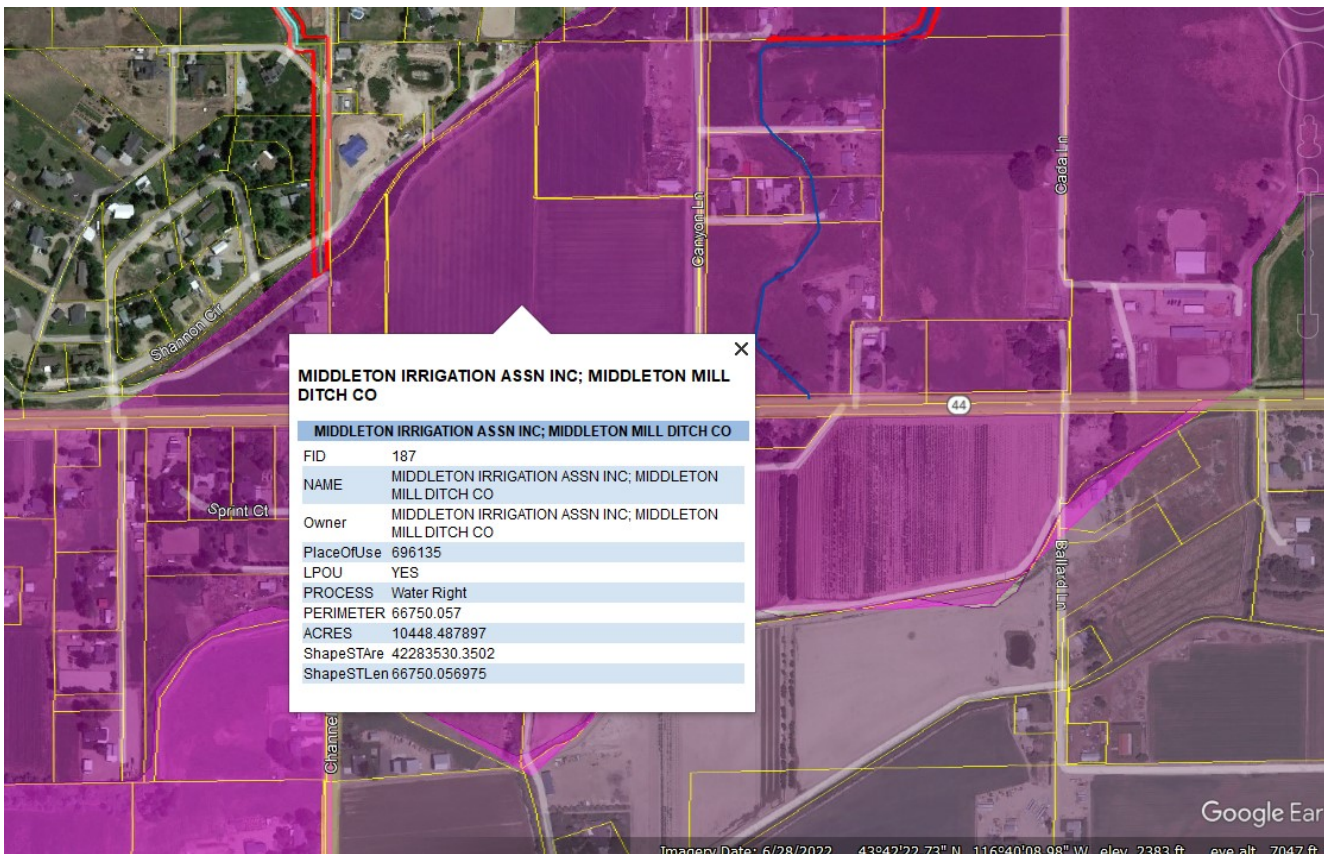 Canyon Ln
Cada Ln
Shannon Cir
MIDDLETON IRRIGATION ASSN INC; MIDDLETON MILL
DITCH CO
MIDDLETON IRRIGATION ASSN INC; MIDDLETON MILL DITCH CO
FID 187
NAME MIDDLETON IRRIGATION ASSN INC; MIDDLETON
MILL DITCH CO
Owner MIDDLETON IRRIGATION ASSN INC; MIDDLETON
MILL DITCH CO
PlaceOfUse 696135
LPOU YES
PROCESS Water Right
PERIMETER 66750.057
ACRES 10448.487897
ShapeSTAre 42283530.3502
ShapeSTLen 66750.056975
44
Sprint Ct
Ballard Ln
Channe
Google Ear
Imagery Date: 6/28/2022 43°42'22.73" N 116°40'08.98" W elev 2383 ft eye alt 7047 ft